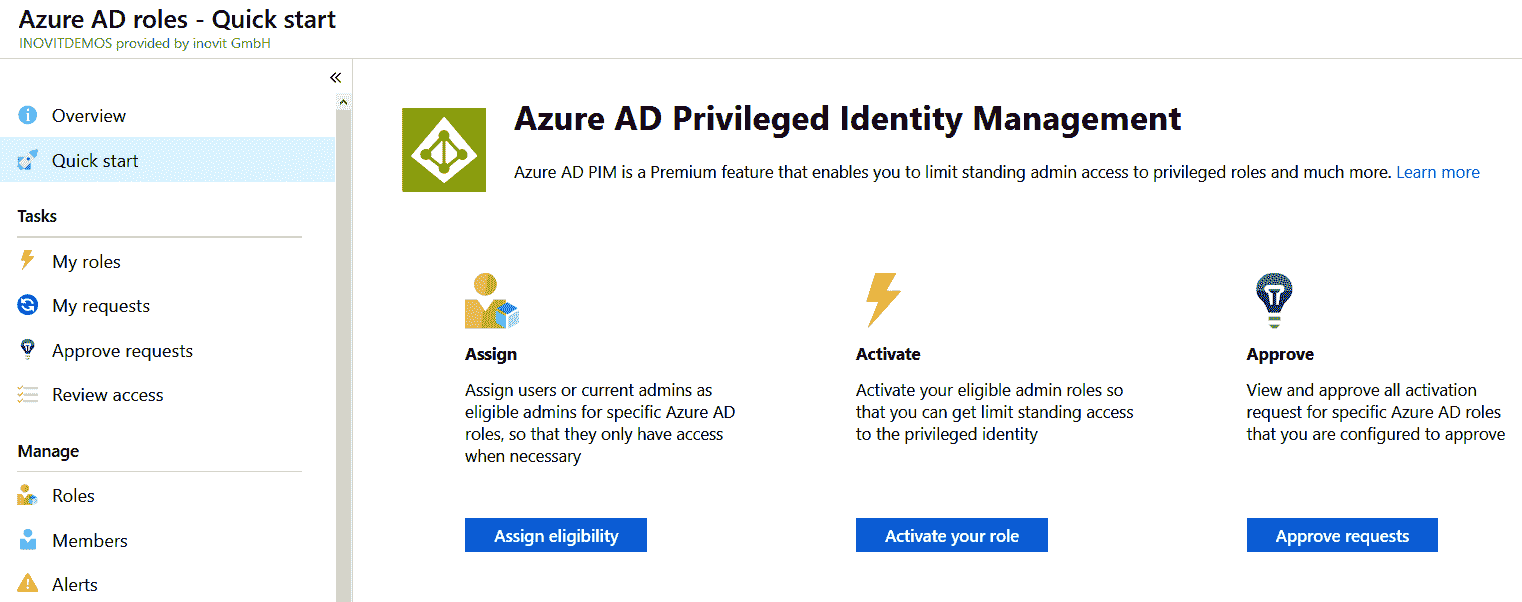 Azure AD roles - Quick start
INOVITDEMOS provided by inovit GmbH
«
Overview
Quick start
Tasks
My roles
My requests
Approve requests
Review access
Manage
Roles
Members
Alerts
Azure AD Privileged Identity Management
Azure AD PIM is a Premium feature that enables you to limit standing admin access to privileged roles and much more. Learn more
Assign
Assign users or current admins as
eligible admins for specific Azure AD
roles, so that they only have access
when necessary
Assign eligibility
Activate
Activate your eligible admin roles so
that you can get limit standing access
to the privileged identity
Activate your role
Approve
View and approve all activation
request for specific Azure AD roles
that you are configured to approve
Approve requests